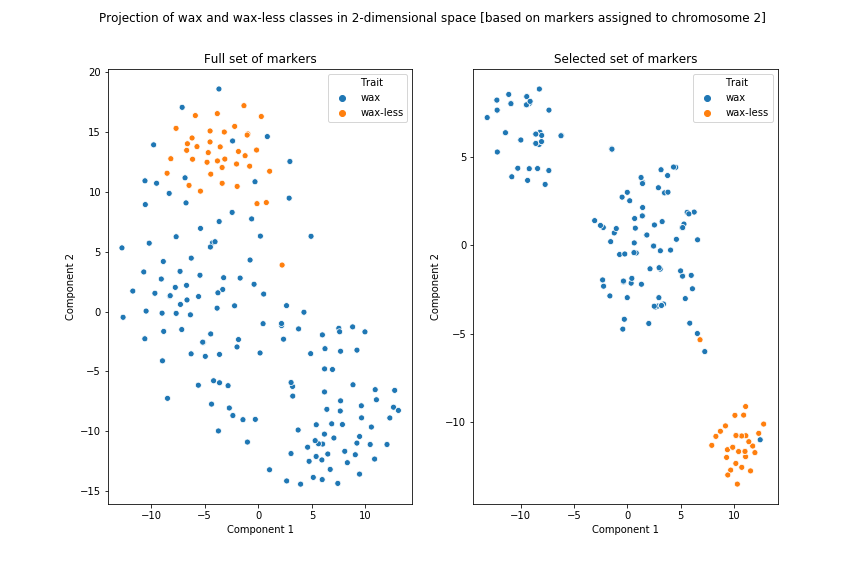 Projection of wax and wax-less classes in 2-dimensional space [based on markers assigned to chromosome 2]
Full set of markers
Selected set of markers
Trait
wax
wax-less
Trait
wax
wax-less
20
15
10
5
0
−5
−10
−15
Component 2
−10
−5
0
5
10
Component 1
5
0
−5
−10
Component 2
−10
−5
0
5
10
Component 1